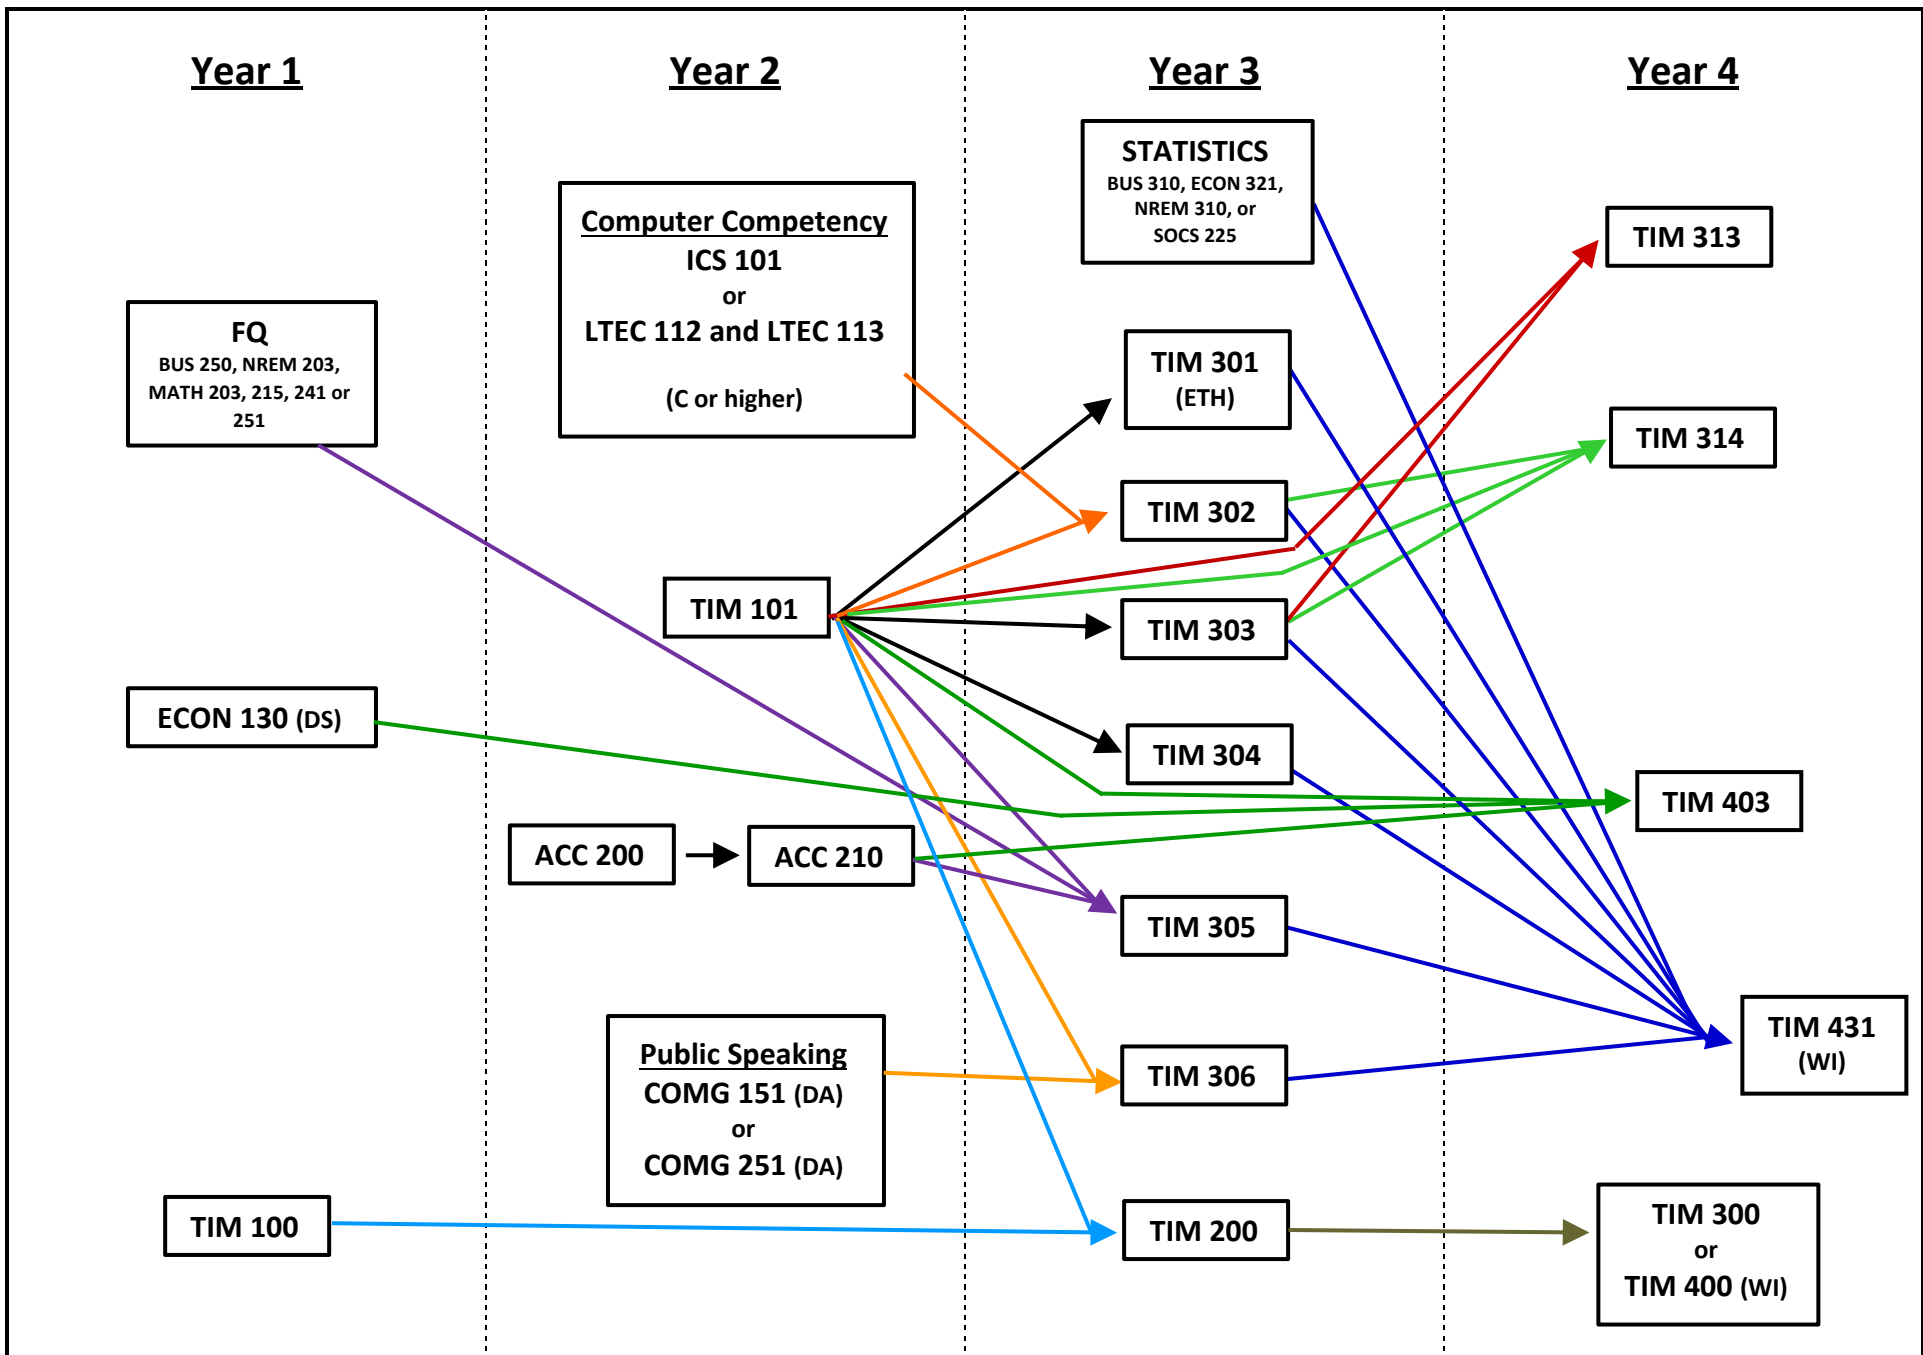 Year 1
Year 2
Year 3
Year 4
FQ
BUS 250, NREM 203,
MATH 203, 215, 241 or
251
ECON 130 (DS)
TIM 100
Computer Competency
ICS 101
or
LTEC 112 and LTEC 113
(C or higher)
TIM 101
ACC 200
ACC 210
Public Speaking
COMG 151 (DA)
or
COMG 251 (DA)
STATISTICS
BUS 310, ECON 321,
NREM 310, or
SOCS 225
TIM 301
(ETH)
TIM 302
TIM 303
TIM 304
TIM 305
TIM 306
TIM 200
TIM 313
TIM 314
TIM 403
TIM 431
(WI)
TIM 300
or
TIM 400 (WI)